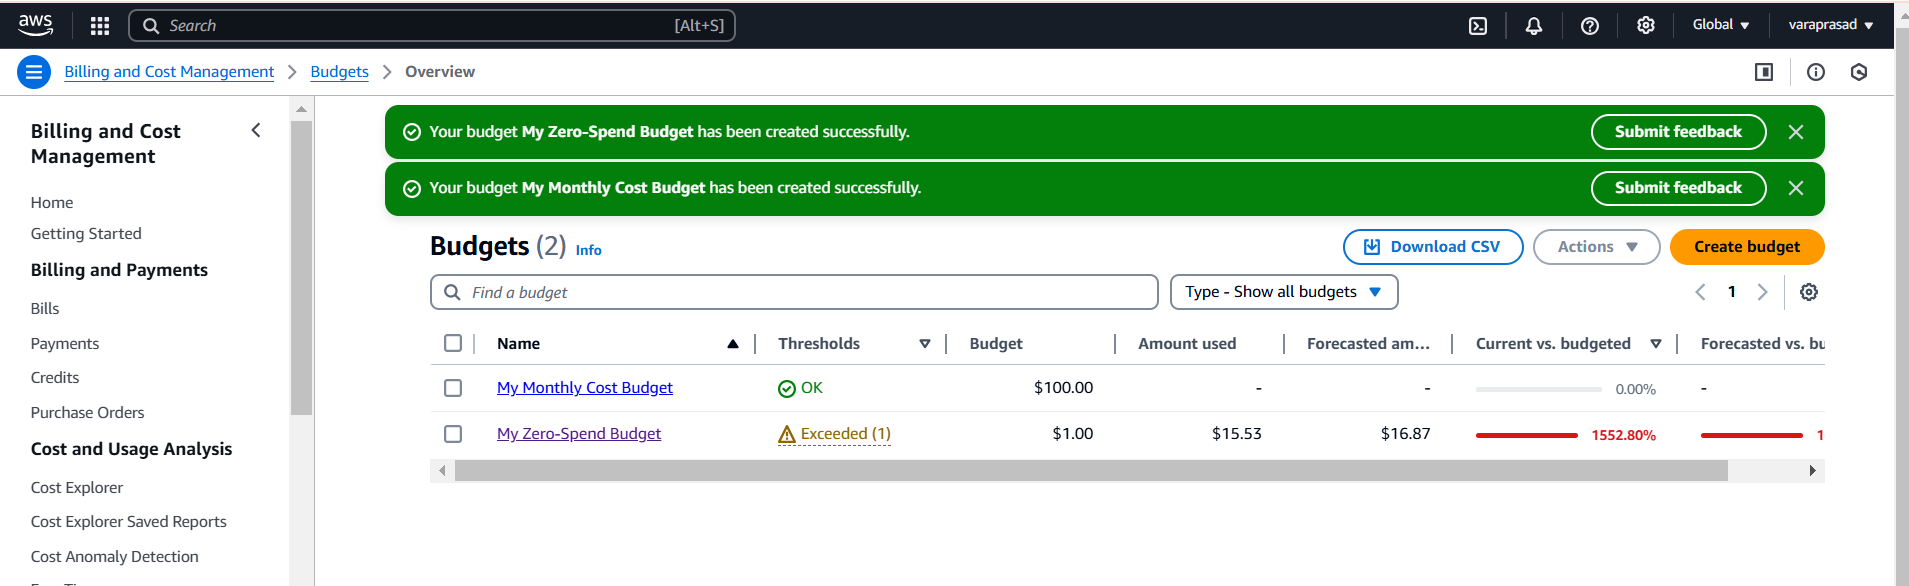 aws
Search [Alt+S]
Global
varaprasad
Billing and Cost Management
Budgets
Overview
Billing and Cost
Management
Home
Getting Started
Billing and Payments
Bills
Payments
Credits
Purchase Orders
Cost and Usage Analysis
Cost Explorer
Cost Explorer Saved Reports
Cost Anomaly Detection
Your budget My Zero-Spend Budget has been created successfully.
Submit feedback
Your budget My Monthly Cost Budget has been created successfully.
Submit feedback
Budgets (2) Info
Download CSV
Actions
Create budget
Find a budget
Type - Show all budgets
1
Name Thresholds Budget Amount used Forecasted am... Current vs. budgeted Forecasted vs. bu
My Monthly Cost Budget OK $100.00 - - 0.00% -
My Zero-Spend Budget Exceeded (1) $1.00 $15.53 $16.87 1552.80% 1